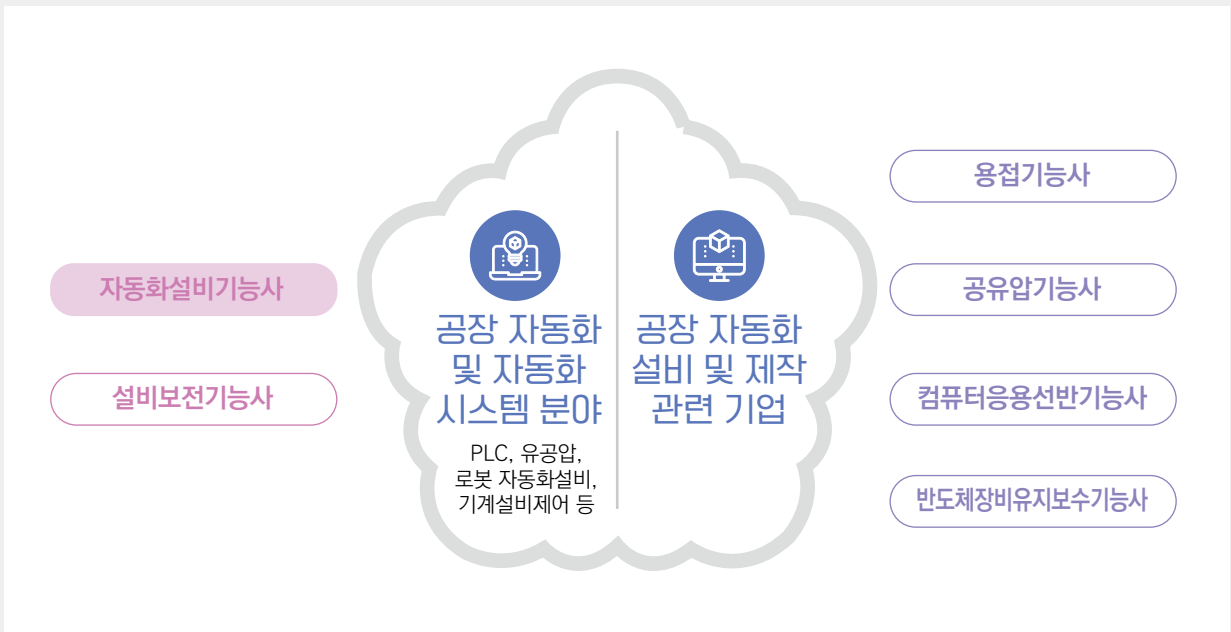 자동화설비기능사
설비보전기능사
공장 자동화
및 자동화
시스템 분야
PLC, 유공압,
로봇 자동화설비,
기계설비제어 등
공장 자동화
설비 및 제작
관련 기업
용접기능사
공유압기능사
컴퓨터응용선반기능사
반도체장비유지보수기능사